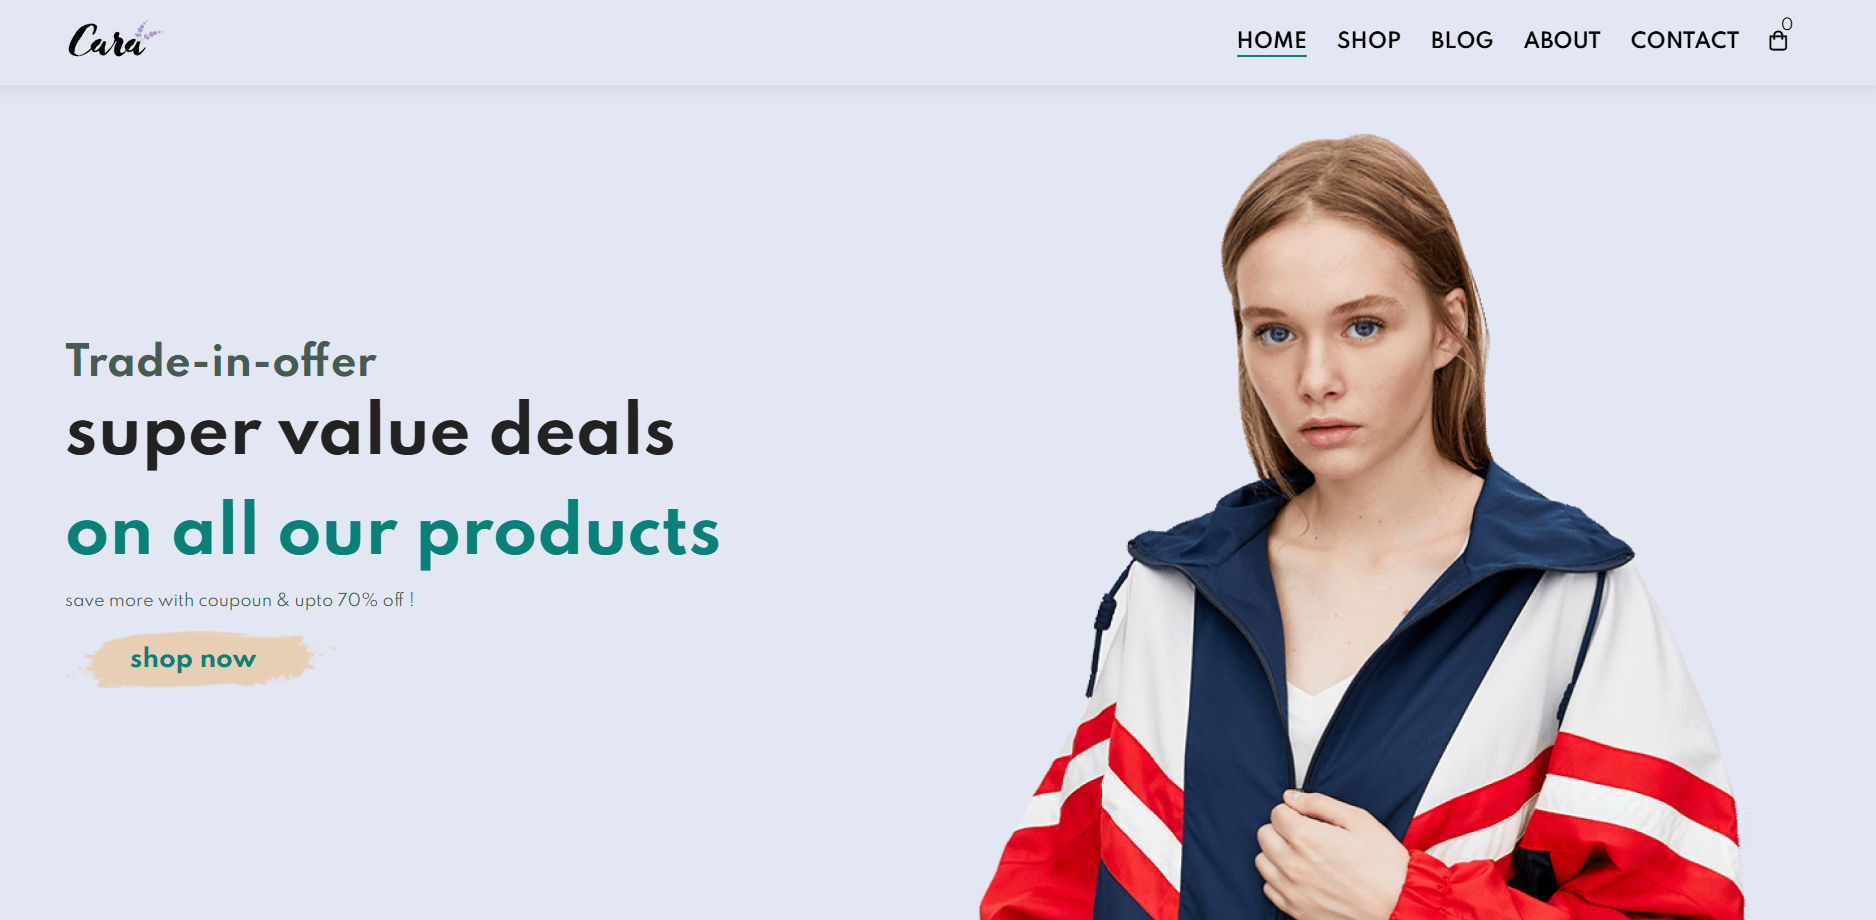 Cara
HOME SHOP BLOG ABOUT CONTACT 0
Trade-in-offer
super value deals
on all our products
save more with coupoun & upto 70% off !
shop now